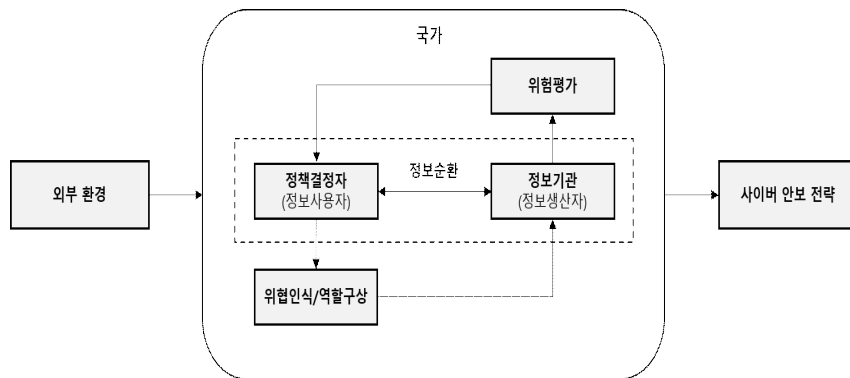 국가
위험평가
외부 환경
정책결정자
(정보사용자)
정보순환
정보기관
(정보생산자)
사이버 안보 전략
위협인식/역할구상